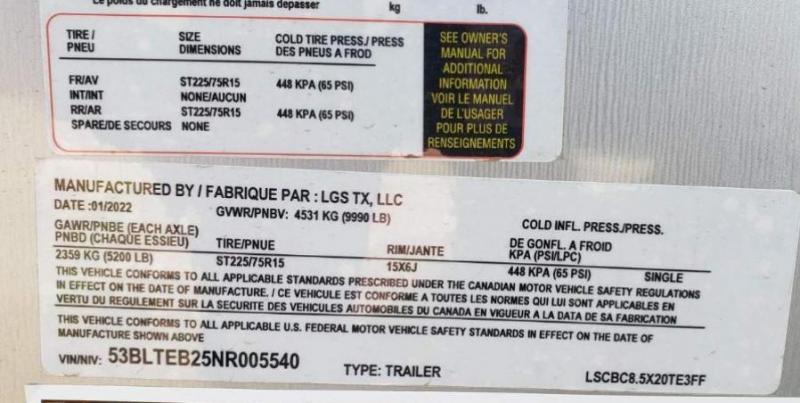 Le poids du chargement ne doit jamais depasser kg lb.
TIRE / SIZE COLD TIRE PRESS./ PRESS
PNEU DIMENSIONS DES PNEUS A FROD
FR/AV ST225/75R15 448 KPA (65 PSI)
INT/INT NONE/AUCUN
RR/AR ST225/75R15 448 KPA (65 PSI)
SPARE/DE SECOURS NONE
SEE OWNER'S
MANUAL FOR
ADDITIONAL
INFORMATION
VOIR LE MANUEL
DE L'USAGER
POUR PLUS DE
RENSEIGNEMENTS
MANUFACTURED BY / FABRIQUE PAR : LGS TX, LLC
DATE :01/2022 GVWR/PNBV: 4531 KG (9990 LB)
GAWR/PNBE (EACH AXLE) COLD INFL. PRESS./PRESS.
PNBD (CHAQUE ESSIEU) TIRE/PNUE RIM/JANTE DE GONFL. A FROID
KPA (PSI/LPC)
2359 KG (5200 LB) ST225/75R15 15X6J 448 KPA (65 PSI) SINGLE
THIS VEHICLE CONFORMS TO ALL APPLICABLE STANDARDS PRESCRIBED UNDER THE CANADIAN MOTOR VEHICLE SAFETY REGULATIONS
IN EFFECT ON THE DATE OF MANUFACTURE. / CE VEHICULE EST CONFORME A TOUTES LES NORMES QUI LUI SONT APPLICABLES EN
VERTU DU REGULEMENT SUR LA SECURITE DES VEHICULES AUTOMOBILES DU CANADA EN VIGUEUR A LA DATA DE SA FABRICATION
THIS VEHICLE CONFORMS TO ALL APPLICABLE U.S. FEDERAL MOTOR VEHICLE SAFETY STANDARDS IN EFFECT ON THE DATE OF
MANUFACTURE SHOWN ABOVE
VIN/NIV: 53BLTEB25NR005540 TYPE: TRAILER LSCBC8.5X20TE3FF